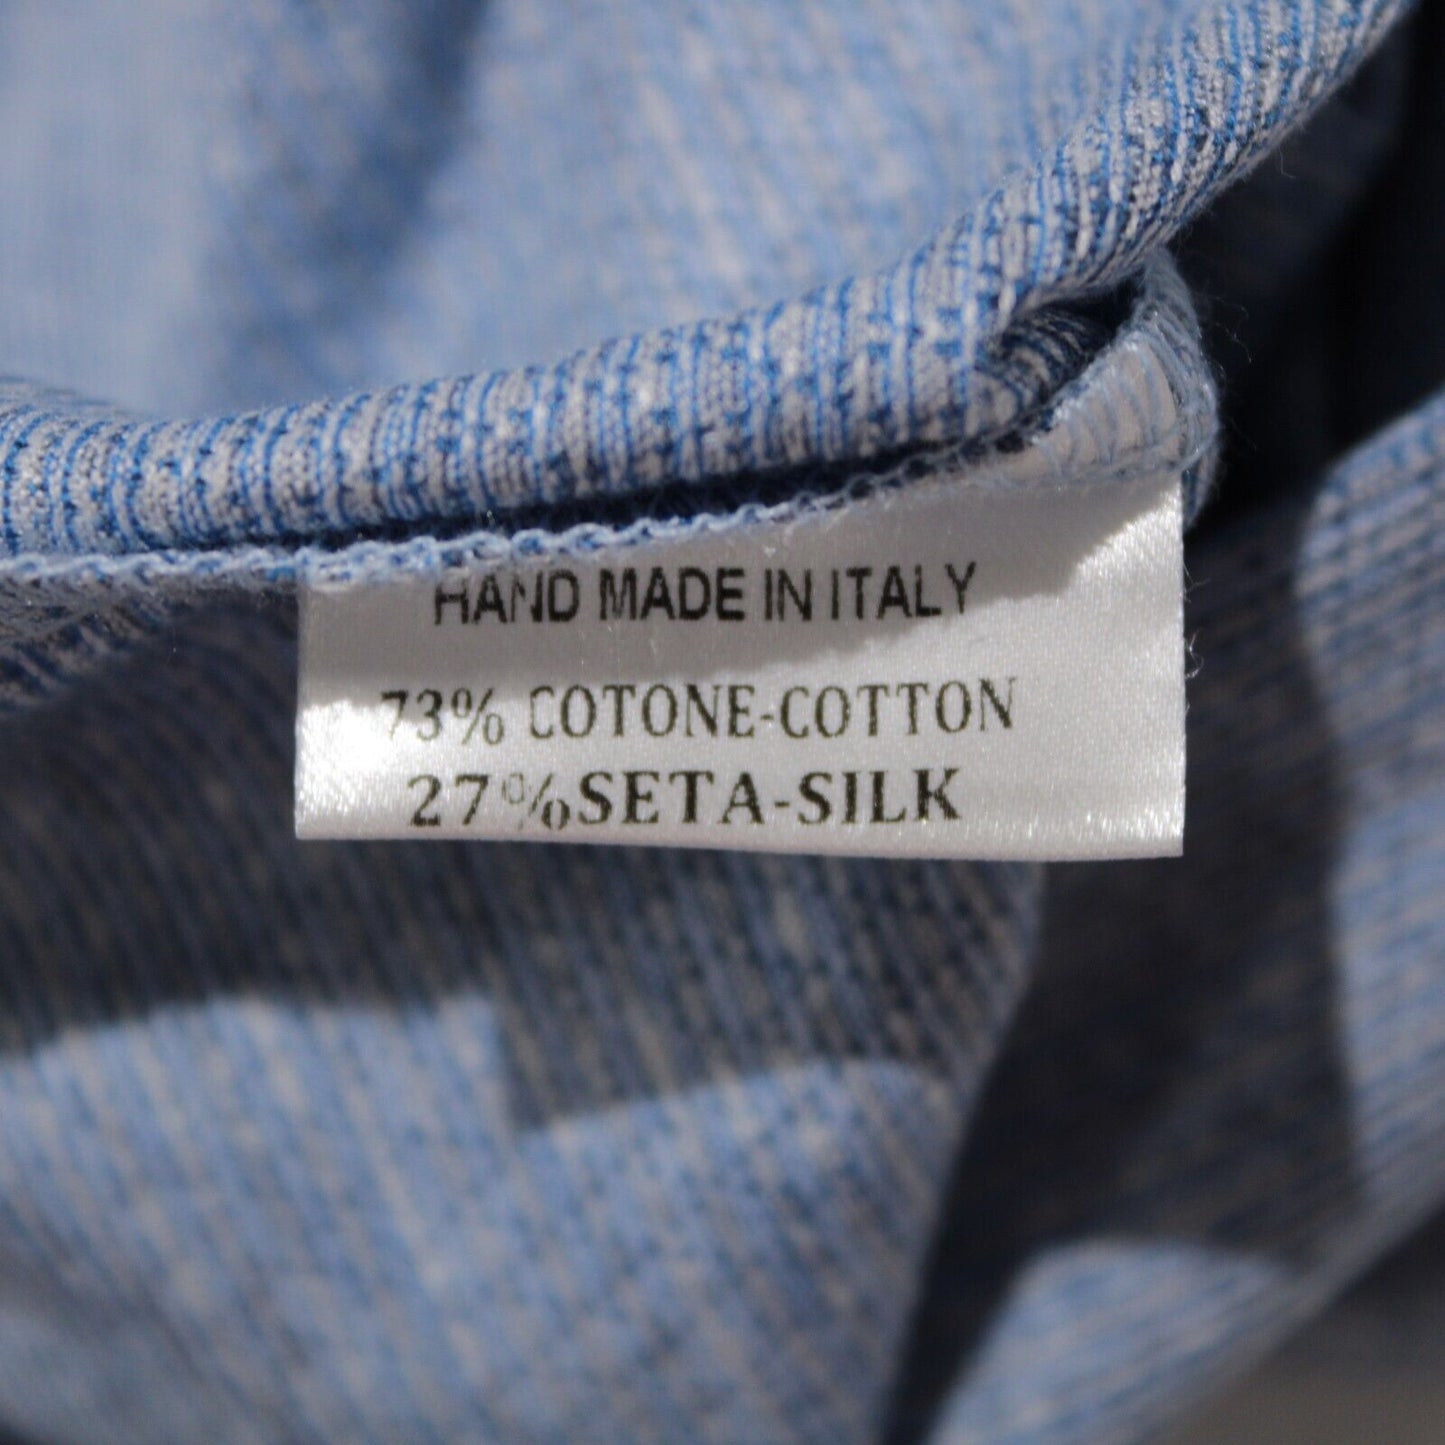 HAND MADE IN ITALY
73% COTONE-COTTON
27%SETA-SILK